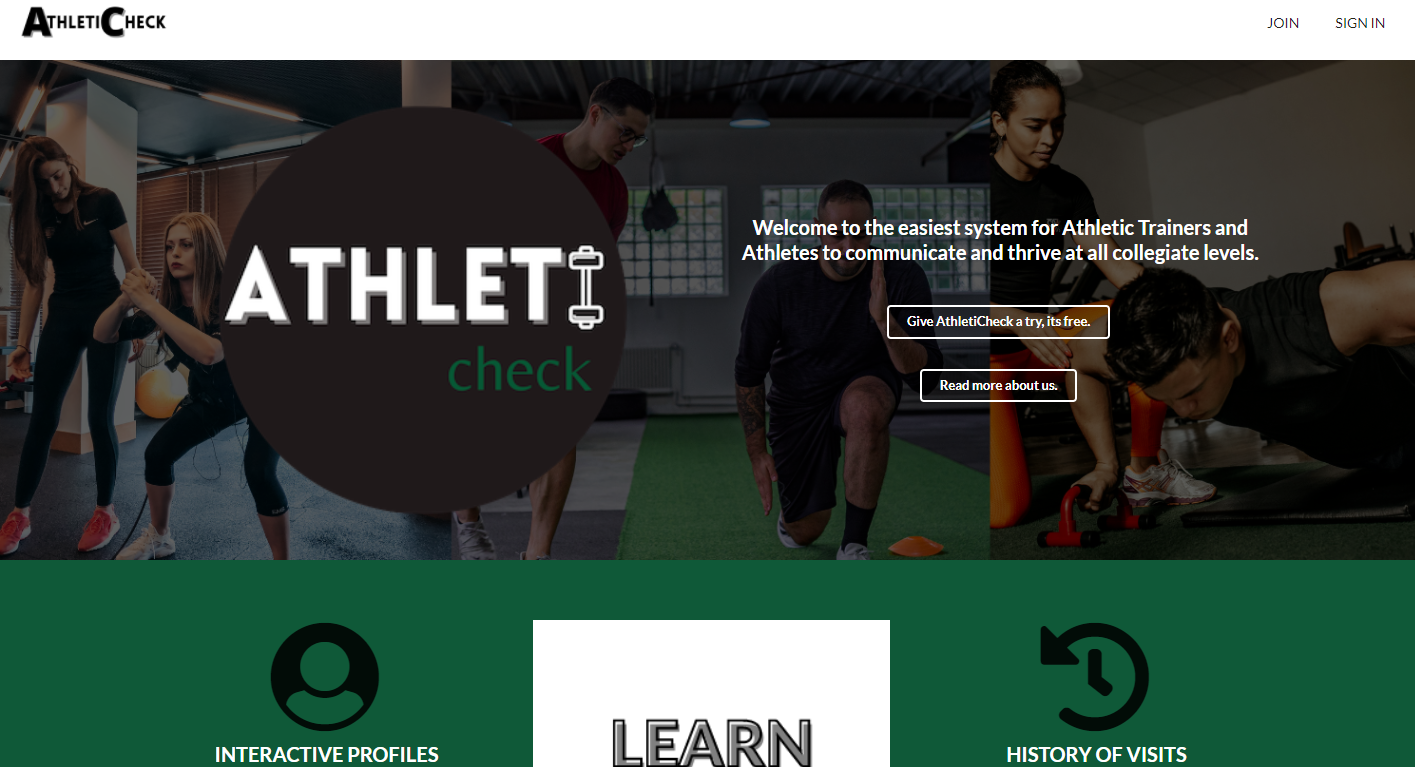 ATHLETICHECK
JOIN
SIGN IN
ATHLETI
check
Welcome to the easiest system for Athletic Trainers and
Athletes to communicate and thrive at all collegiate levels.
Give AthletiCheck a try, its free.
Read more about us.
INTERACTIVE PROFILES
LEARN
HISTORY OF VISITS